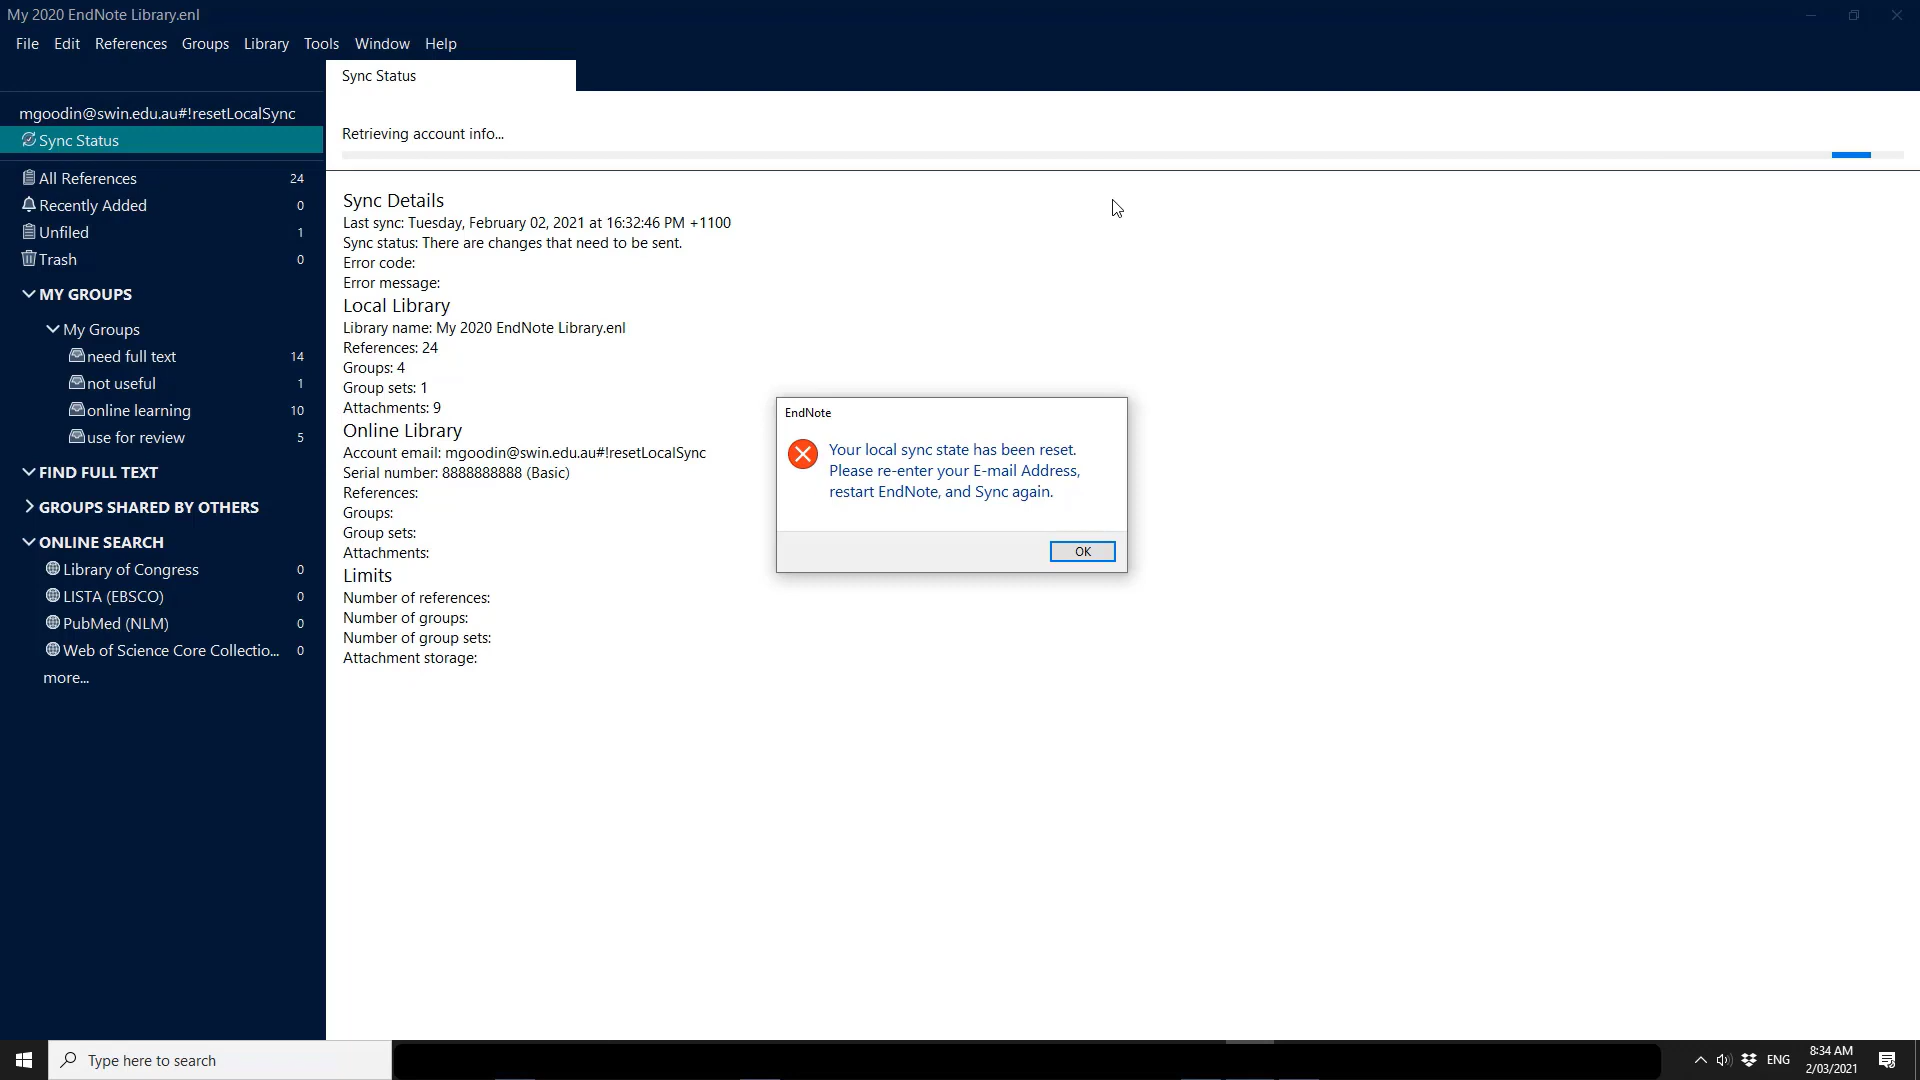 My 2020 EndNote Library.enl
File Edit References Groups Library Tools Window Help
Sync Status
mgoodin@swin.edu.au#!resetLocalSync
Sync Status
All References 24
Recently Added 0
Unfiled 1
Trash 0
MY GROUPS
My Groups
need full text 14
not useful 1
online learning 10
use for review 5
FIND FULL TEXT
GROUPS SHARED BY OTHERS
ONLINE SEARCH
Library of Congress 0
LISTA (EBSCO) 0
PubMed (NLM) 0
Web of Science Core Collectio... 0
more...
Retrieving account info...
Sync Details
Last sync: Tuesday, February 02, 2021 at 16:32:46 PM +1100
Sync status: There are changes that need to be sent.
Error code:
Error message:
Local Library
Library name: My 2020 EndNote Library.enl
References: 24
Groups: 4
Group sets: 1
Attachments: 9
Online Library
Account email: mgoodin@swin.edu.au#!resetLocalSync
Serial number: 8888888888 (Basic)
References:
Groups:
Group sets:
Attachments:
Limits
Number of references:
Number of groups:
Number of group sets:
Attachment storage:
EndNote
Your local sync state has been reset.
Please re-enter your E-mail Address,
restart EndNote, and Sync again.
OK
Type here to search
ENG
8:34 AM
2/03/2021